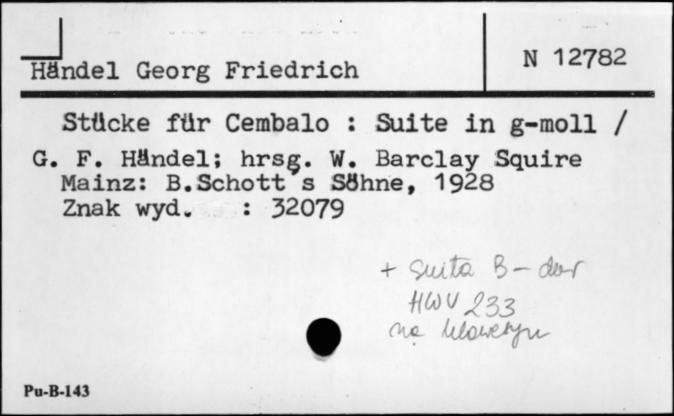 Händel Georg Friedrich
N 12782
Stücke für Cembalo : Suite in g-moll /
G. F. Händel; hrsg. W. Barclay Squire
Mainz: B.Schott's Söhne, 1928
Znak wyd. : 32079
+ Suita B-dur
HWV 233
na klawesyn
Pu-B-143